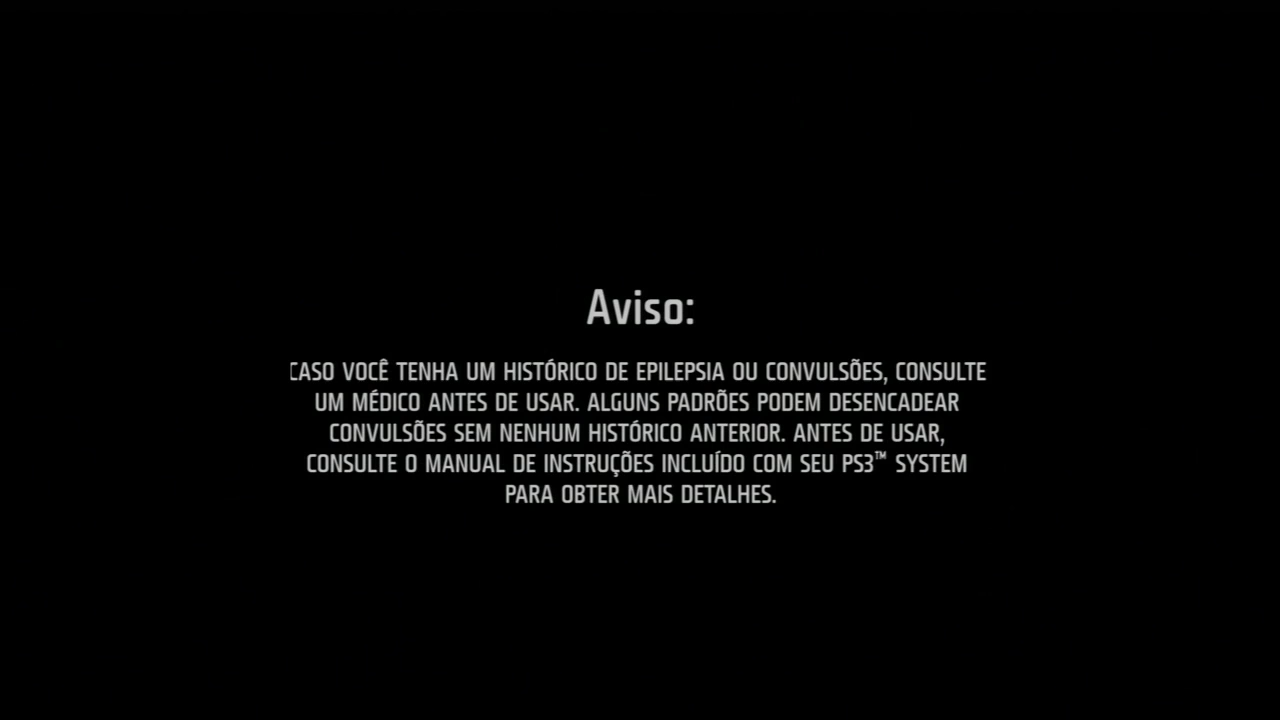 Aviso:
CASO VOCÊ TENHA UM HISTÓRICO DE EPILEPSIA OU CONVULSÕES, CONSULTE
UM MÉDICO ANTES DE USAR. ALGUNS PADRÕES PODEM DESENCADEAR
CONVULSÕES SEM NENHUM HISTÓRICO ANTERIOR. ANTES DE USAR,
CONSULTE O MANUAL DE INSTRUÇÕES INCLUÍDO COM SEU PS3™ SYSTEM
PARA OBTER MAIS DETALHES.